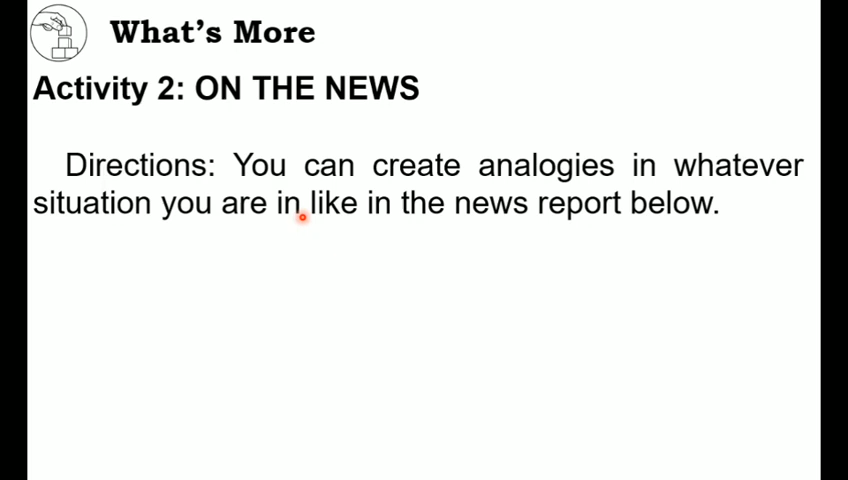 What's More
Activity 2: ON THE NEWS
Directions: You can create analogies in whatever
situation you are in like in the news report below.